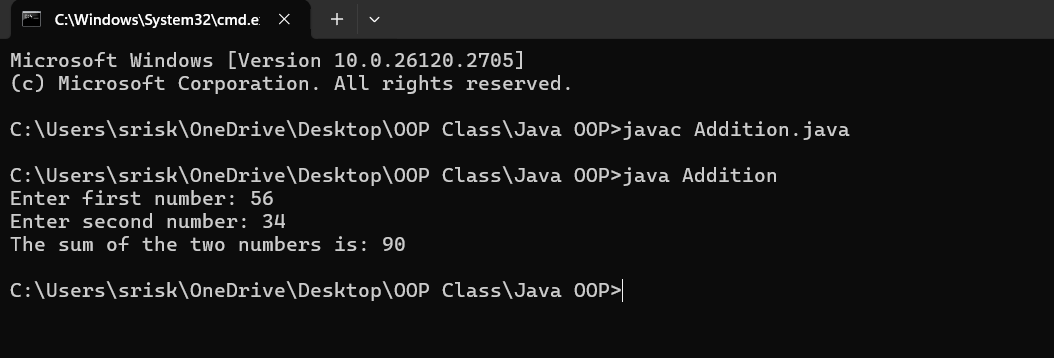 C:\Windows\System32\cmd.e
Microsoft Windows [Version 10.0.26120.2705]
(c) Microsoft Corporation. All rights reserved.
C:\Users\srisk\OneDrive\Desktop\OOP Class\Java OOP>javac Addition.java
C:\Users\srisk\OneDrive\Desktop\OOP Class\Java OOP>java Addition
Enter first number: 56
Enter second number: 34
The sum of the two numbers is: 90
C:\Users\srisk\OneDrive\Desktop\OOP Class\Java OOP>